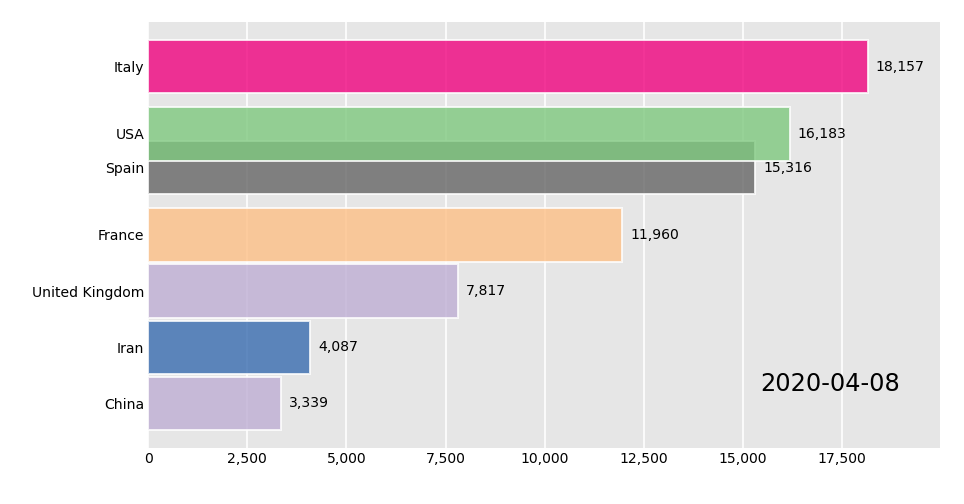 Italy 18,157
USA 16,183
Spain 15,316
France 11,960
United Kingdom 7,817
Iran 4,087
2020-04-08
China 3,339
0 2,500 5,000 7,500 10,000 12,500 15,000 17,500